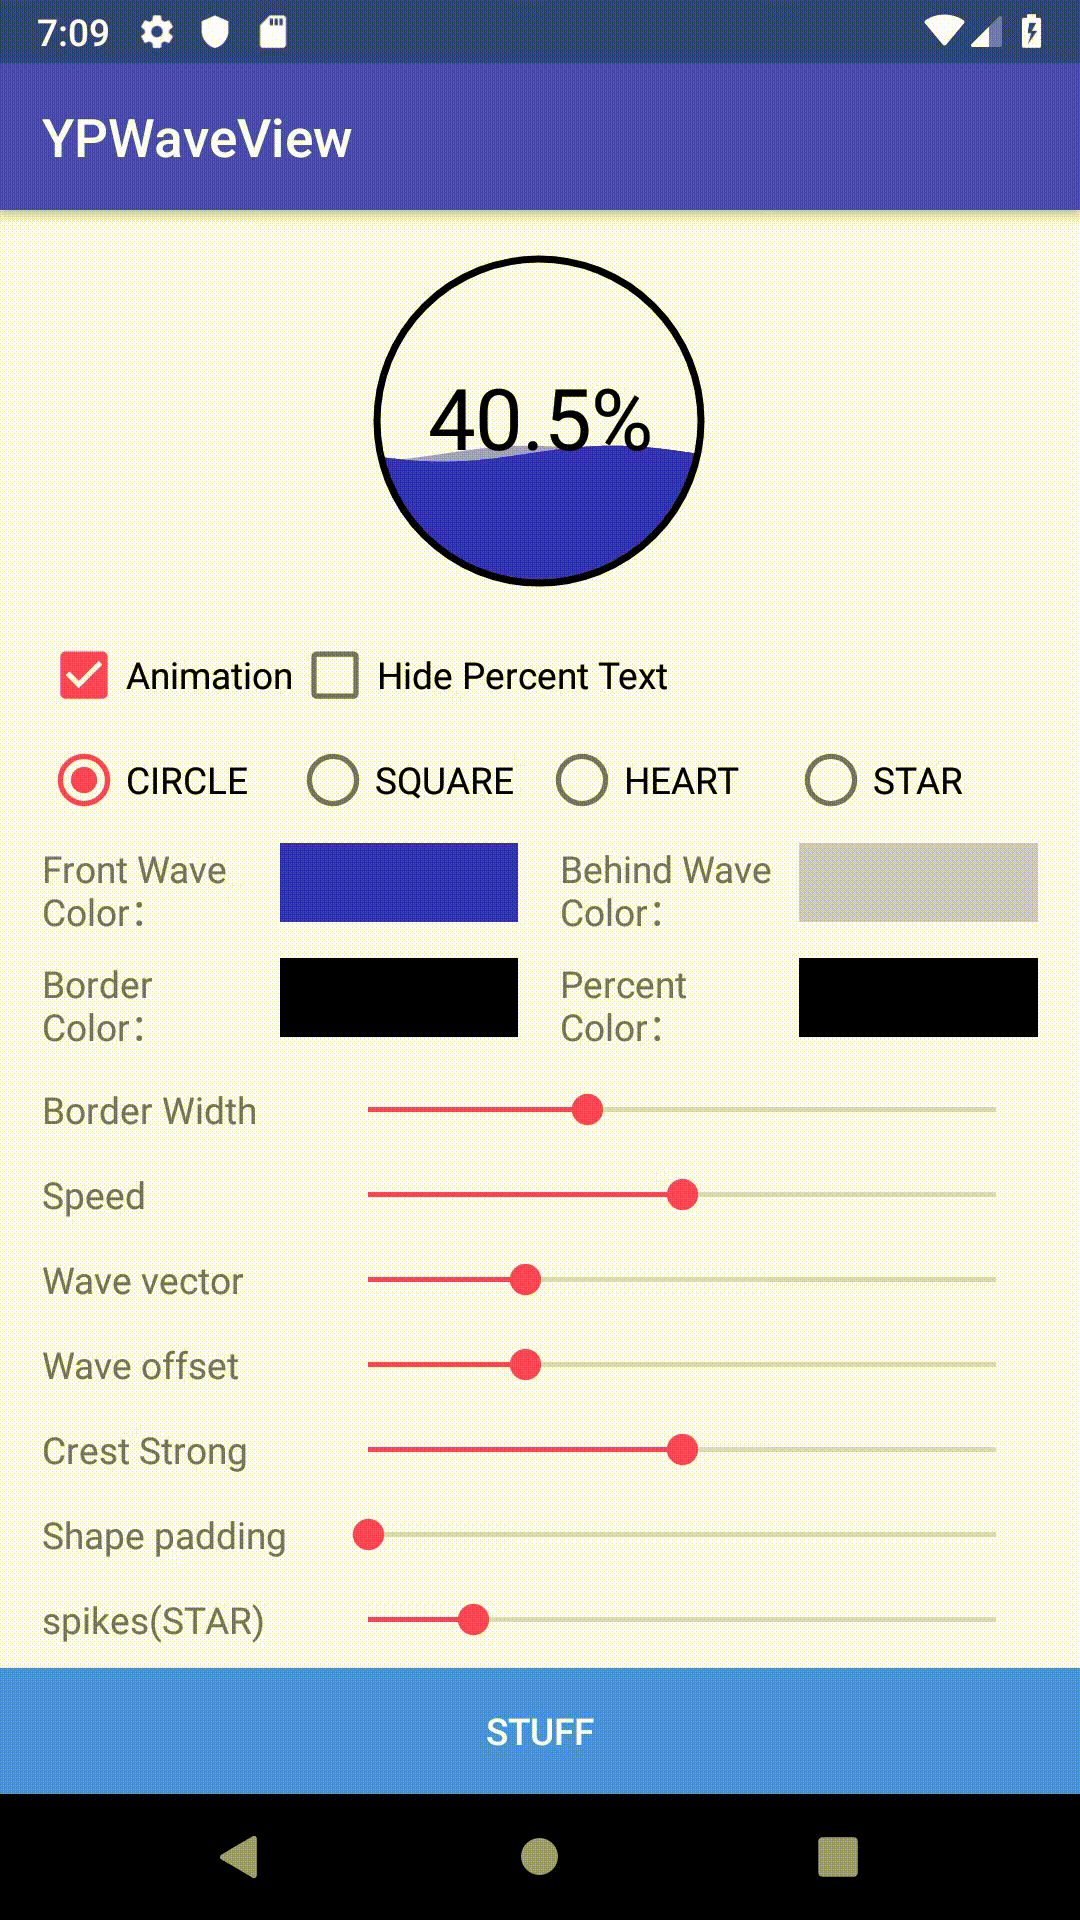 7:09
YPWaveView
40.5%
Animation Hide Percent Text
CIRCLE SQUARE HEART STAR
Front Wave Color：
Behind Wave Color：
Border Color：
Percent Color：
Border Width
Speed
Wave vector
Wave offset
Crest Strong
Shape padding
spikes(STAR)
STUFF